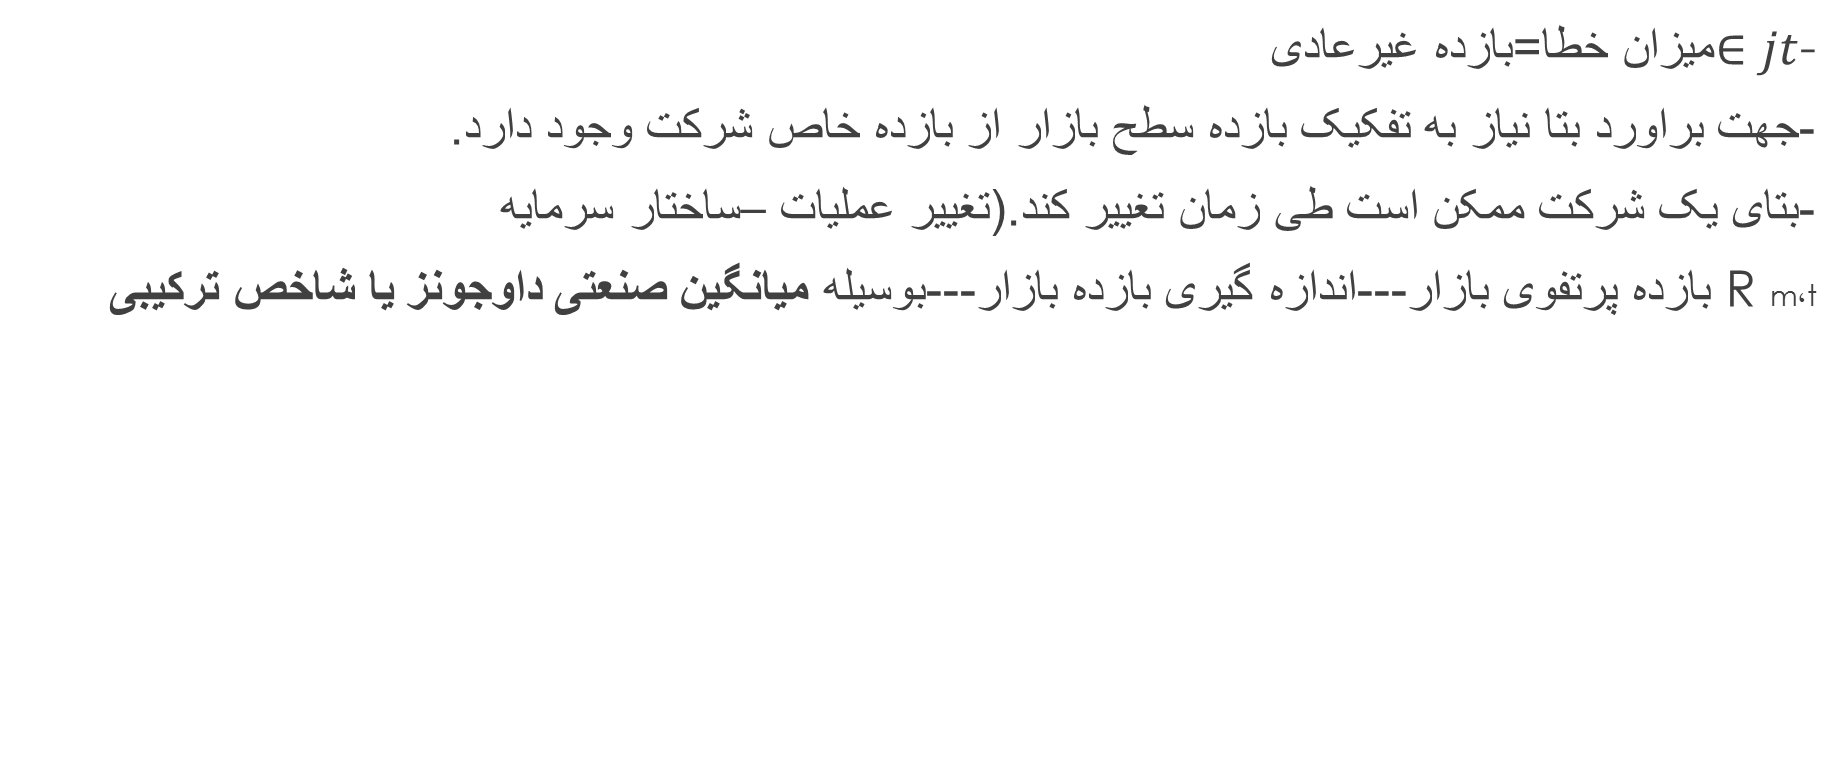 -∈ jtمیزان خطا=بازده غیرعادی
-جهت براورد بتا نیاز به تفکیک بازده سطح بازار از بازده خاص شرکت وجود دارد.
-بتای یک شرکت ممکن است طی زمان تغییر کند.(تغییر عملیات –ساختار سرمایه
R m،t بازده پرتفوی بازار---اندازه گیری بازده بازار---بوسیله میانگین صنعتی داوجونز یا شاخص ترکیبی